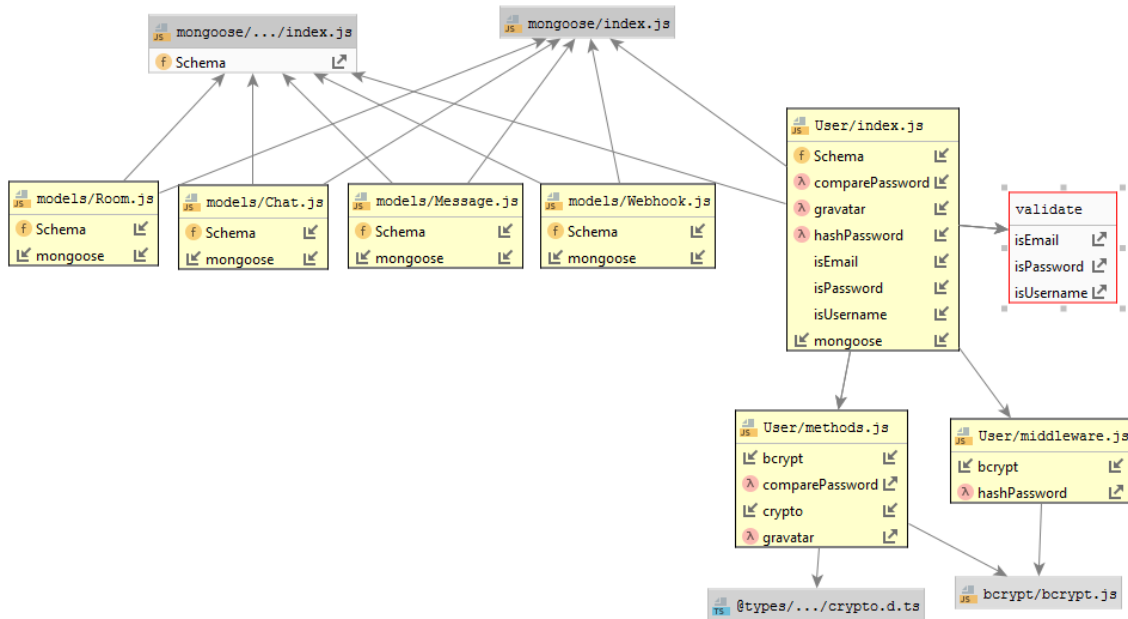 mongoose/.../index.js
Schema
mongoose/index.js
models/Room.js
Schema
mongoose
models/Chat.js
Schema
mongoose
models/Message.js
Schema
mongoose
models/Webhook.js
Schema
mongoose
User/index.js
Schema
comparePassword
gravatar
hashPassword
isEmail
isPassword
isUsername
mongoose
validate
isEmail
isPassword
isUsername
User/methods.js
bcrypt
comparePassword
crypto
gravatar
User/middleware.js
bcrypt
hashPassword
@types/.../crypto.d.ts
bcrypt/bcrypt.js